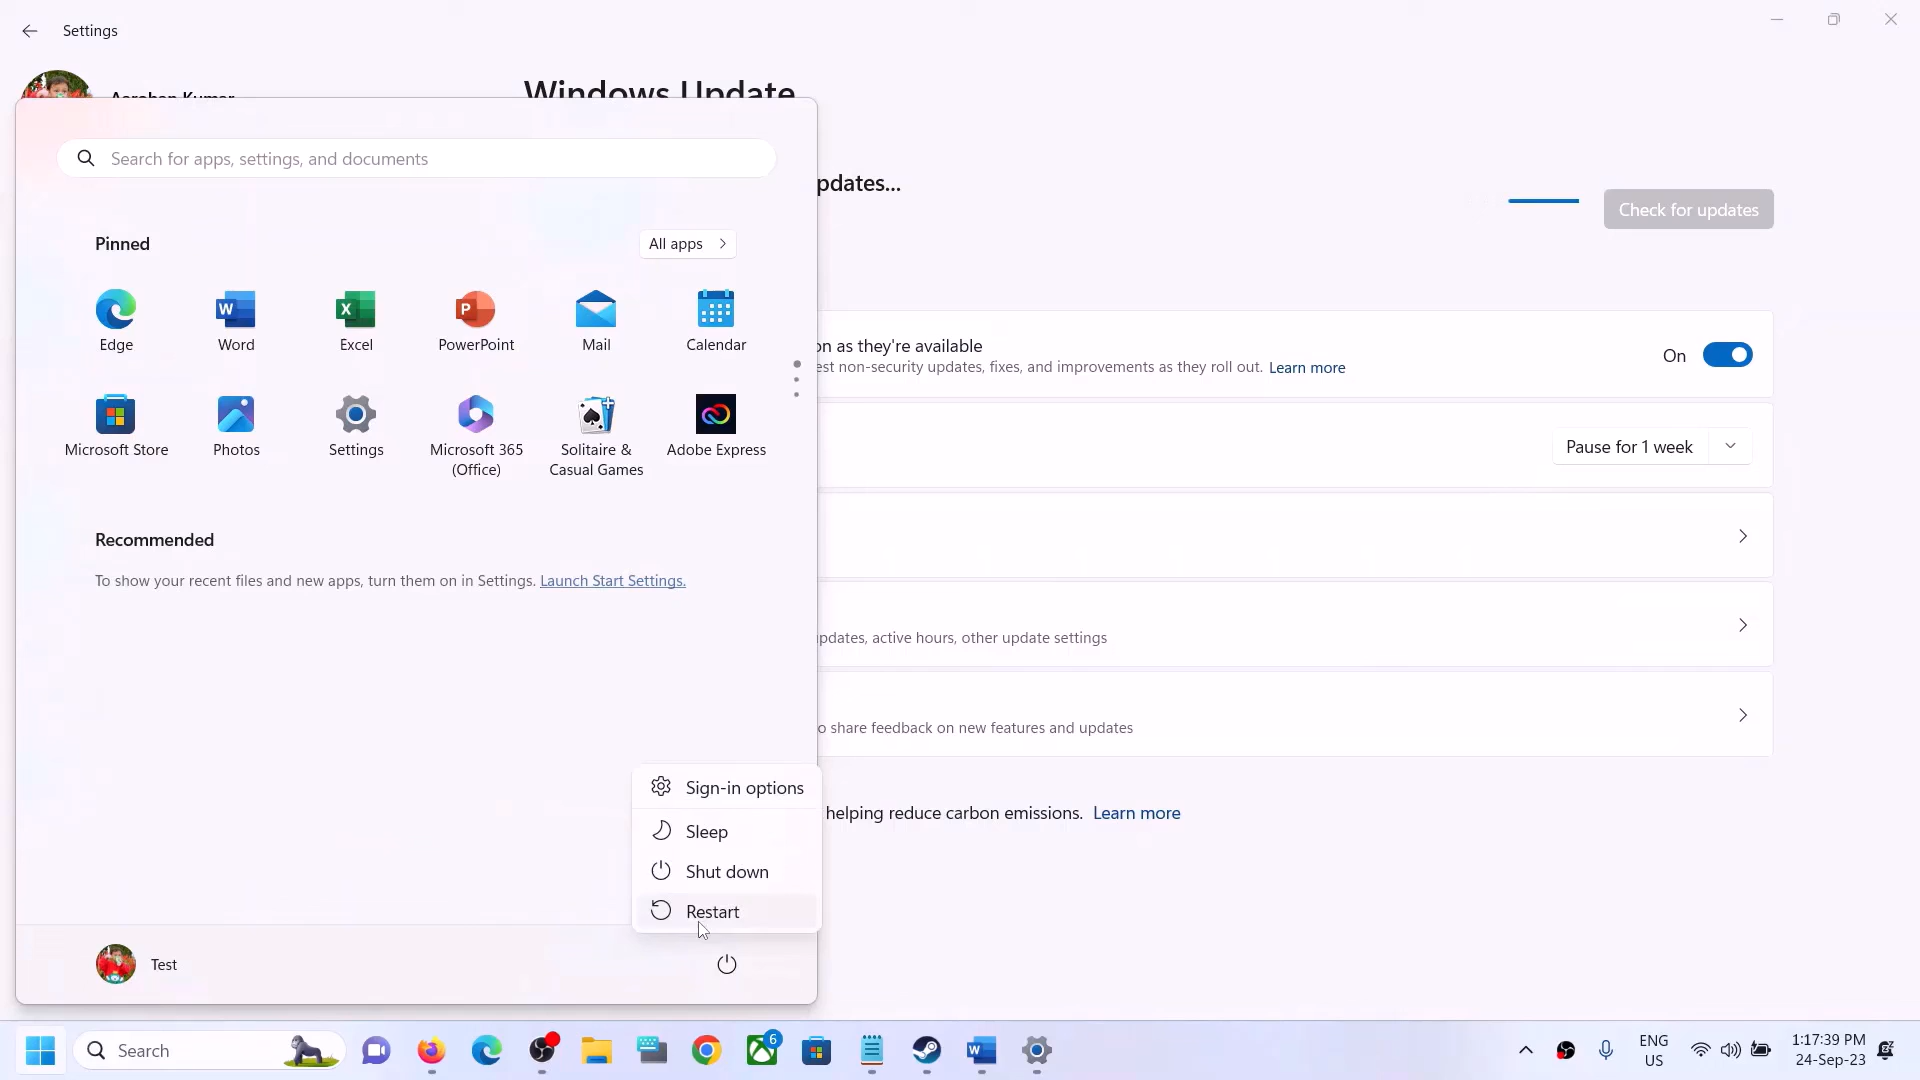 Settings
Windows Update
Search for apps, settings, and documents
pdates...
Check for updates
Pinned
All apps
Edge
Word
Excel
PowerPoint
Mail
Calendar
on as they're available
est non-security updates, fixes, and improvements as they roll out. Learn more
On
Microsoft Store
Photos
Settings
Microsoft 365
(Office)
Solitaire &
Casual Games
Adobe Express
Pause for 1 week
Recommended
To show your recent files and new apps, turn them on in Settings. Launch Start Settings.
pdates, active hours, other update settings
o share feedback on new features and updates
Sign-in options
helping reduce carbon emissions. Learn more
Sleep
Shut down
Restart
Test
Search
6
ENG
US
1:17:39 PM
24-Sep-23